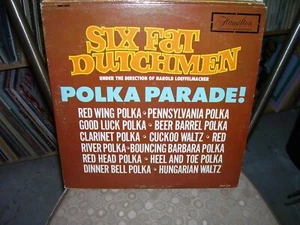 Hamilton
SIX FAT
DUTCHMEN
UNDER THE DIRECTION OF HAROLD LOEFFELMACHER
POLKA PARADE!
RED WING POLKA • PENNSYLVANIA POLKA
GOOD LUCK POLKA • BEER BARREL POLKA
CLARINET POLKA • CUCKOO WALTZ • RED
RIVER POLKA • BOUNCING BARBARA POLKA
RED HEAD POLKA • HEEL AND TOE POLKA
DINNER BELL POLKA • HUNGARIAN WALTZ